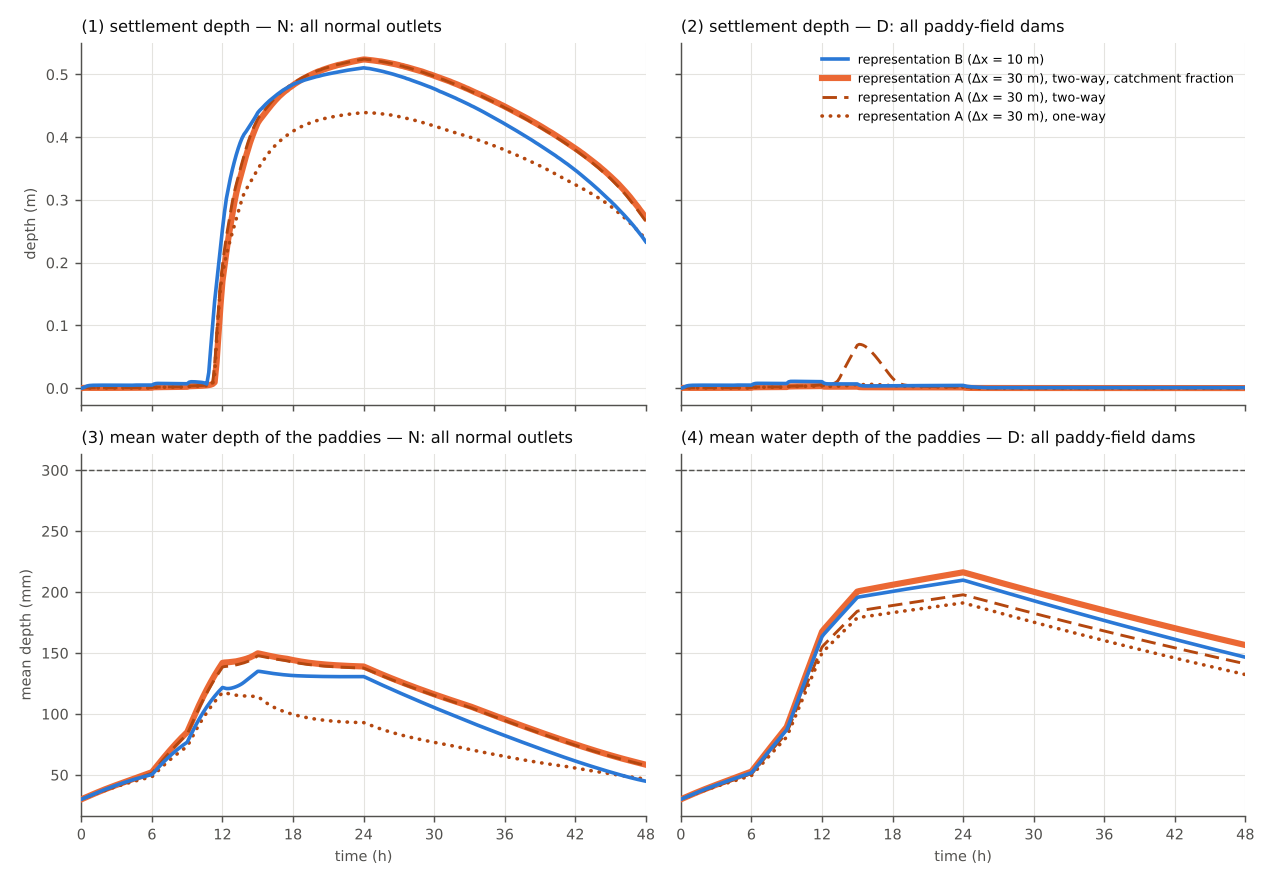 (1) settlement depth — N: all normal outlets
(2) settlement depth — D: all paddy-field dams
representation B (Δx = 10 m)
representation A (Δx = 30 m), two-way, catchment fraction
representation A (Δx = 30 m), two-way
representation A (Δx = 30 m), one-way
depth (m)
0.5
0.4
0.3
0.2
0.1
0.0
(3) mean water depth of the paddies — N: all normal outlets
(4) mean water depth of the paddies — D: all paddy-field dams
mean depth (mm)
300
250
200
150
100
50
0 6 12 18 24 30 36 42 48
0 6 12 18 24 30 36 42 48
time (h)
time (h)